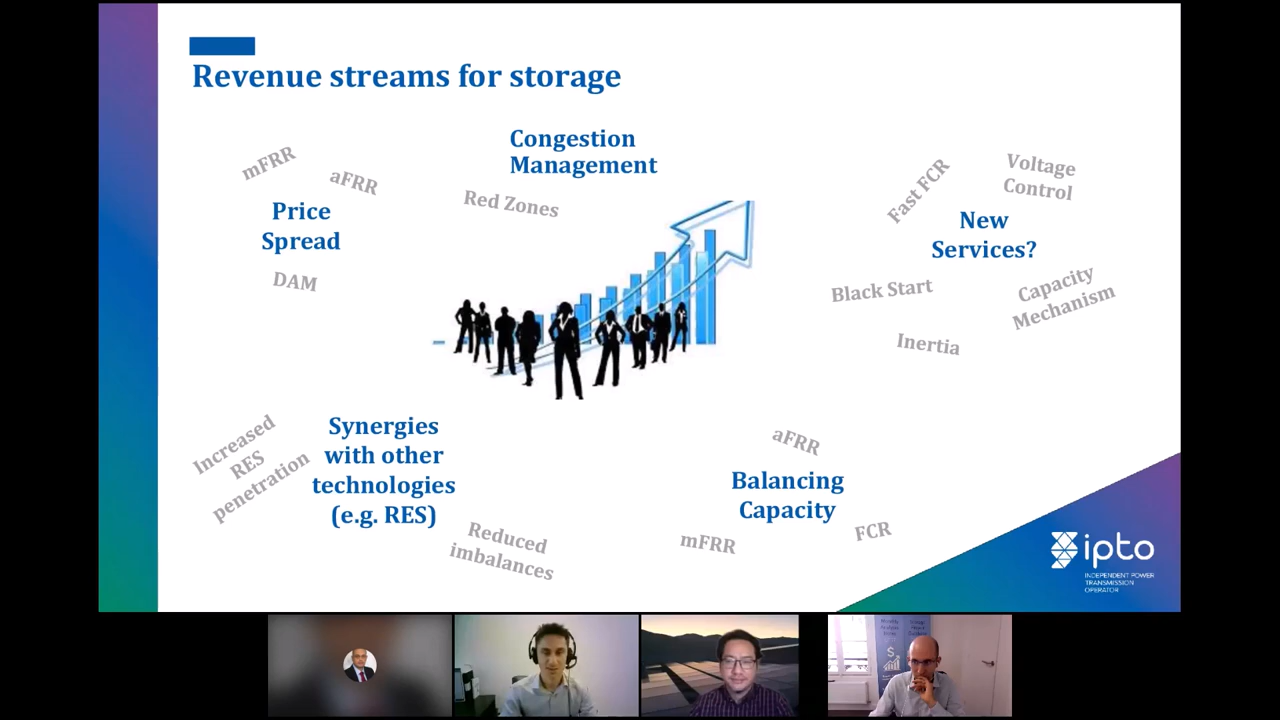 Revenue streams for storage
Congestion
Management
mFRR
aFRR
Red Zones
Price
Spread
DAM
Fast FCR
Voltage
Control
New
Services?
Black Start
Capacity
Mechanism
Inertia
Increased
RES
penetration
Synergies
with other
technologies
(e.g. RES)
Reduced
imbalances
aFRR
Balancing
Capacity
mFRR
FCR
ipto
INDEPENDENT POWER
TRANSMISSION
OPERATOR